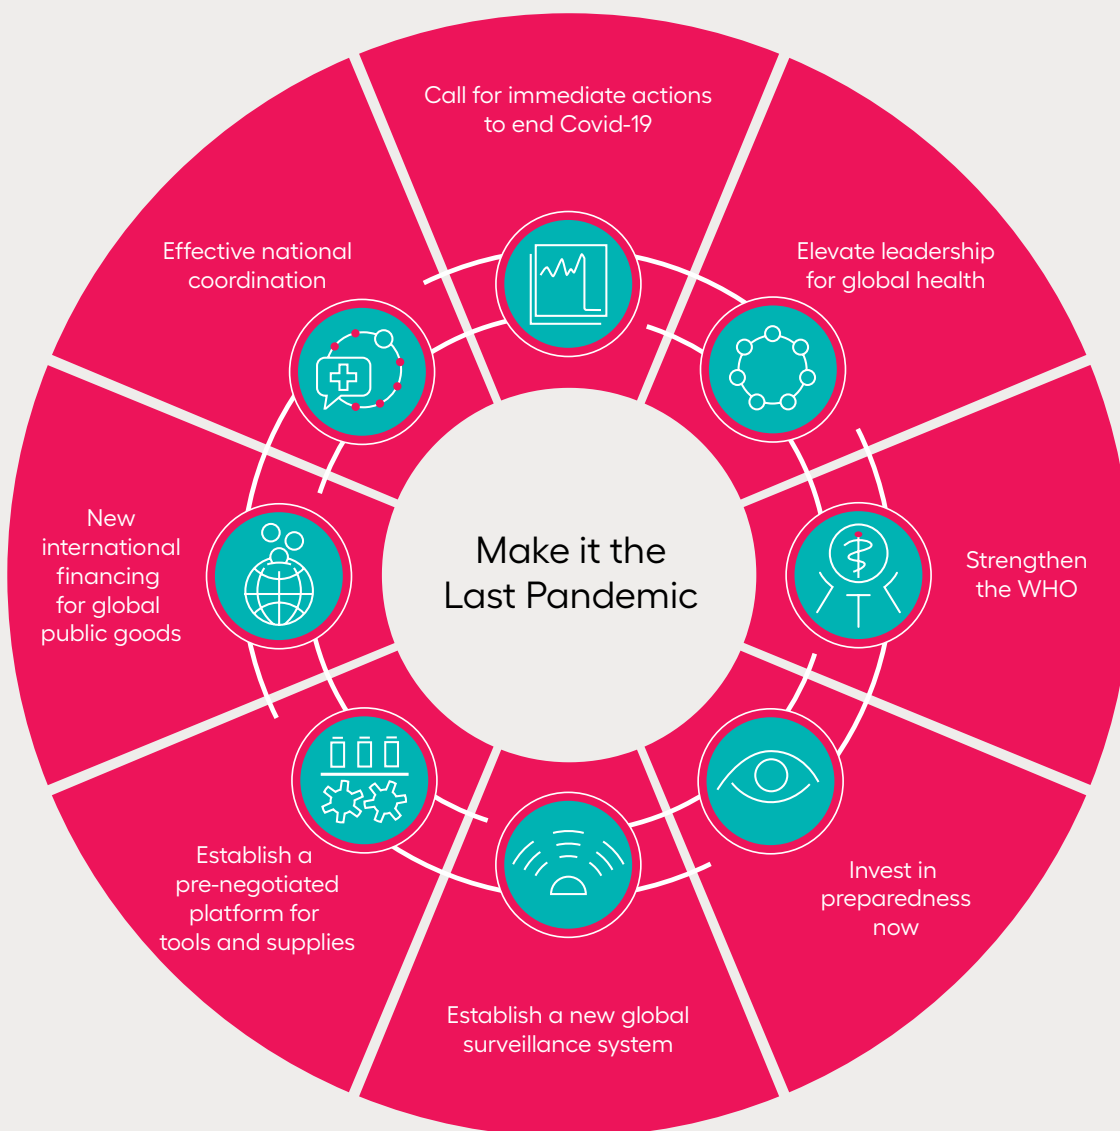 Call for immediate actions
to end Covid-19
Elevate leadership
for global health
Strengthen
the WHO
Invest in
preparedness
now
Establish a new global
surveillance system
Establish a
pre-negotiated
platform for
tools and supplies
New
international
financing
for global
public goods
Effective national
coordination
Make it the
Last Pandemic